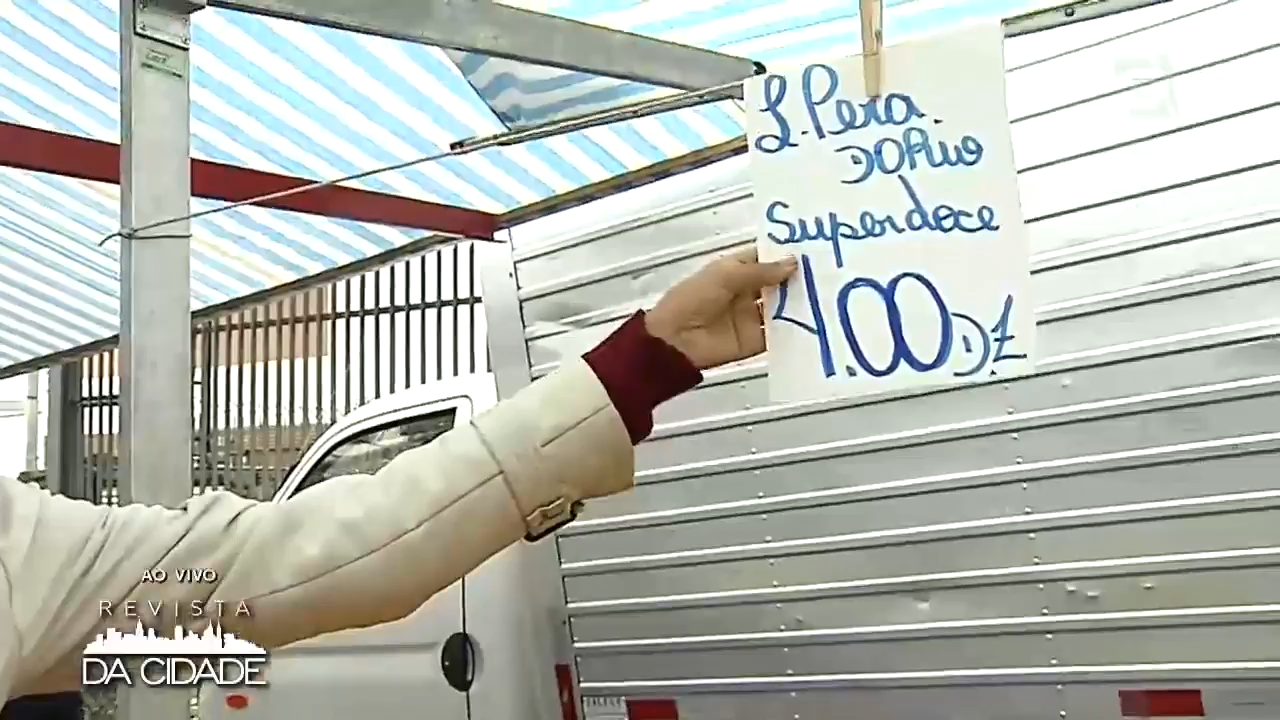 L. Pera.
DO RIO
Superdoce
4.00 DZ
AO VIVO
REVISTA
DA CIDADE